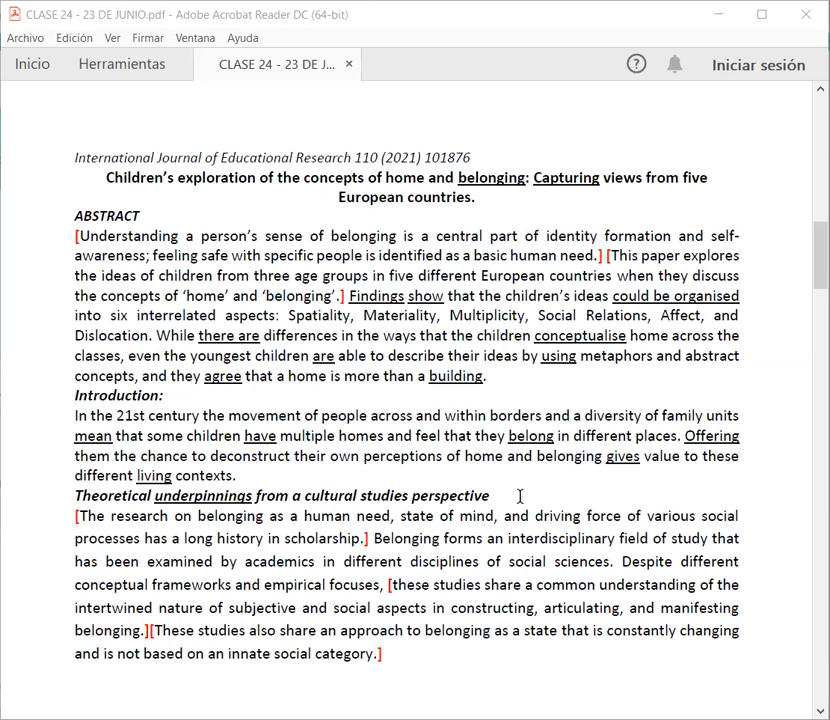 CLASE 24 - 23 DE JUNIO.pdf - Adobe Acrobat Reader DC (64-bit)
Archivo Edición Ver Firmar Ventana Ayuda
Inicio Herramientas CLASE 24 - 23 DE J... × ? Iniciar sesión
International Journal of Educational Research 110 (2021) 101876
Children’s exploration of the concepts of home and belonging: Capturing views from five
European countries.
ABSTRACT
[Understanding a person’s sense of belonging is a central part of identity formation and self-
awareness; feeling safe with specific people is identified as a basic human need.] [This paper explores
the ideas of children from three age groups in five different European countries when they discuss
the concepts of ‘home’ and ‘belonging’.] Findings show that the children’s ideas could be organised
into six interrelated aspects: Spatiality, Materiality, Multiplicity, Social Relations, Affect, and
Dislocation. While there are differences in the ways that the children conceptualise home across the
classes, even the youngest children are able to describe their ideas by using metaphors and abstract
concepts, and they agree that a home is more than a building.
Introduction:
In the 21st century the movement of people across and within borders and a diversity of family units
mean that some children have multiple homes and feel that they belong in different places. Offering
them the chance to deconstruct their own perceptions of home and belonging gives value to these
different living contexts.
Theoretical underpinnings from a cultural studies perspective
[The research on belonging as a human need, state of mind, and driving force of various social
processes has a long history in scholarship.] Belonging forms an interdisciplinary field of study that
has been examined by academics in different disciplines of social sciences. Despite different
conceptual frameworks and empirical focuses, [these studies share a common understanding of the
intertwined nature of subjective and social aspects in constructing, articulating, and manifesting
belonging.][These studies also share an approach to belonging as a state that is constantly changing
and is not based on an innate social category.]